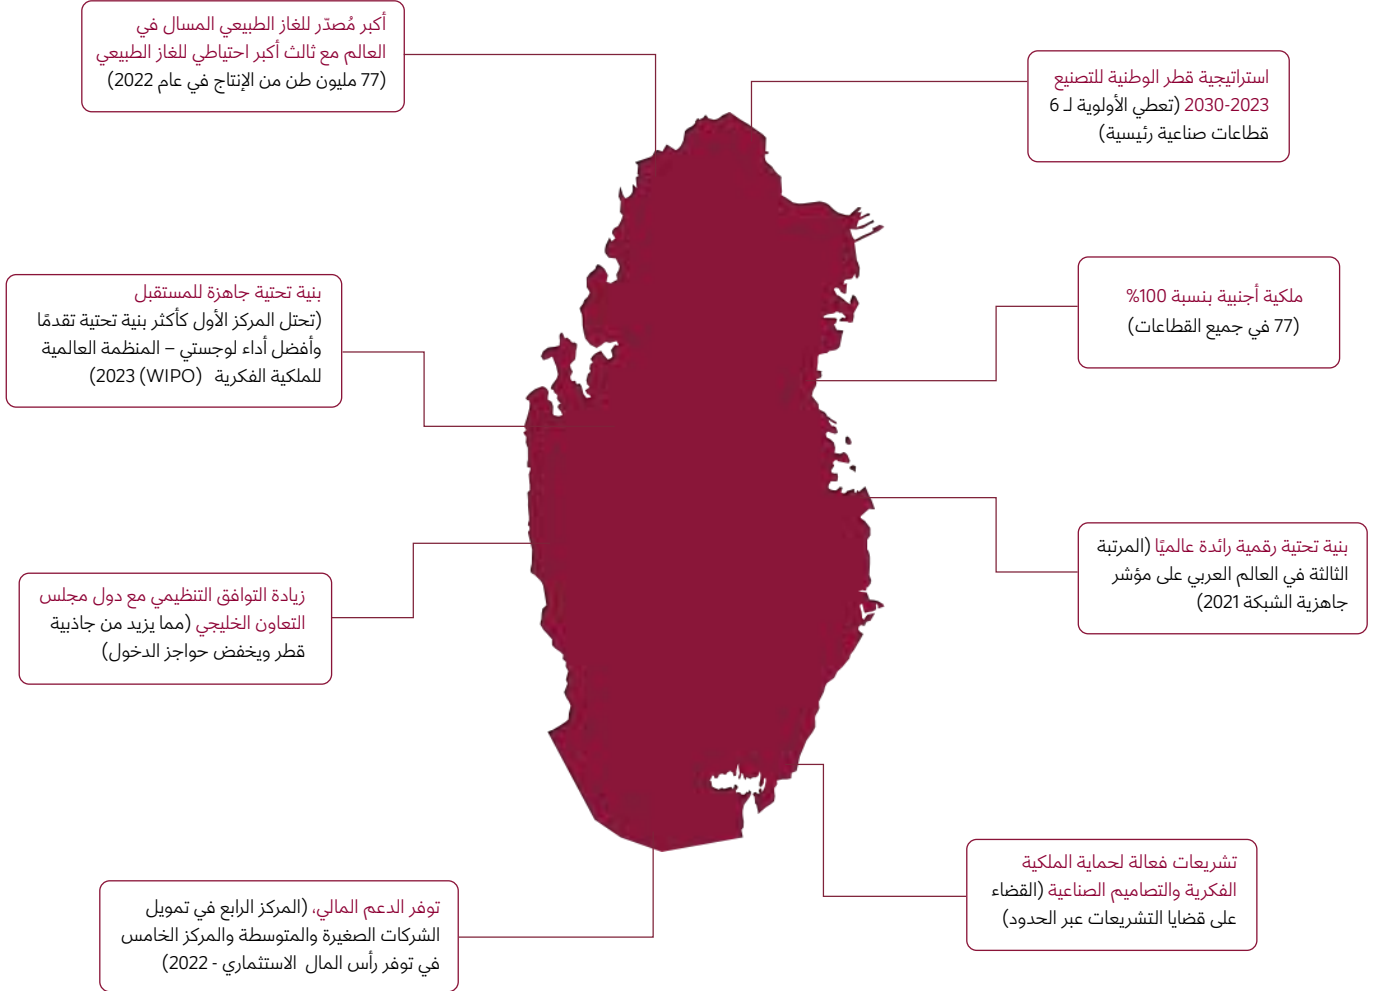 أكبر مُصدّر للغاز الطبيعي المسال في
العالم مع ثالث أكبر احتياطي للغاز الطبيعي
(77 مليون طن من الإنتاج في عام 2022)
استراتيجية قطر الوطنية للتصنيع
2030-2023 (تعطي الأولوية لـ 6
قطاعات صناعية رئيسية)
بنية تحتية جاهزة للمستقبل
(تحتل المركز الأول كأكثر بنية تحتية تقدمًا
وأفضل أداء لوجستي – المنظمة العالمية
للملكية الفكرية (WIPO) 2023)
ملكية أجنبية بنسبة 100%
(77 في جميع القطاعات)
بنية تحتية رقمية رائدة عالميًا (المرتبة
الثالثة في العالم العربي على مؤشر
جاهزية الشبكة 2021)
زيادة التوافق التنظيمي مع دول مجلس
التعاون الخليجي (مما يزيد من جاذبية
قطر ويخفض حواجز الدخول)
تشريعات فعالة لحماية الملكية
الفكرية والتصاميم الصناعية (القضاء
على قضايا التشريعات عبر الحدود)
توفر الدعم المالي، (المركز الرابع في تمويل
الشركات الصغيرة والمتوسطة والمركز الخامس
في توفر رأس المال الاستثماري - 2022)